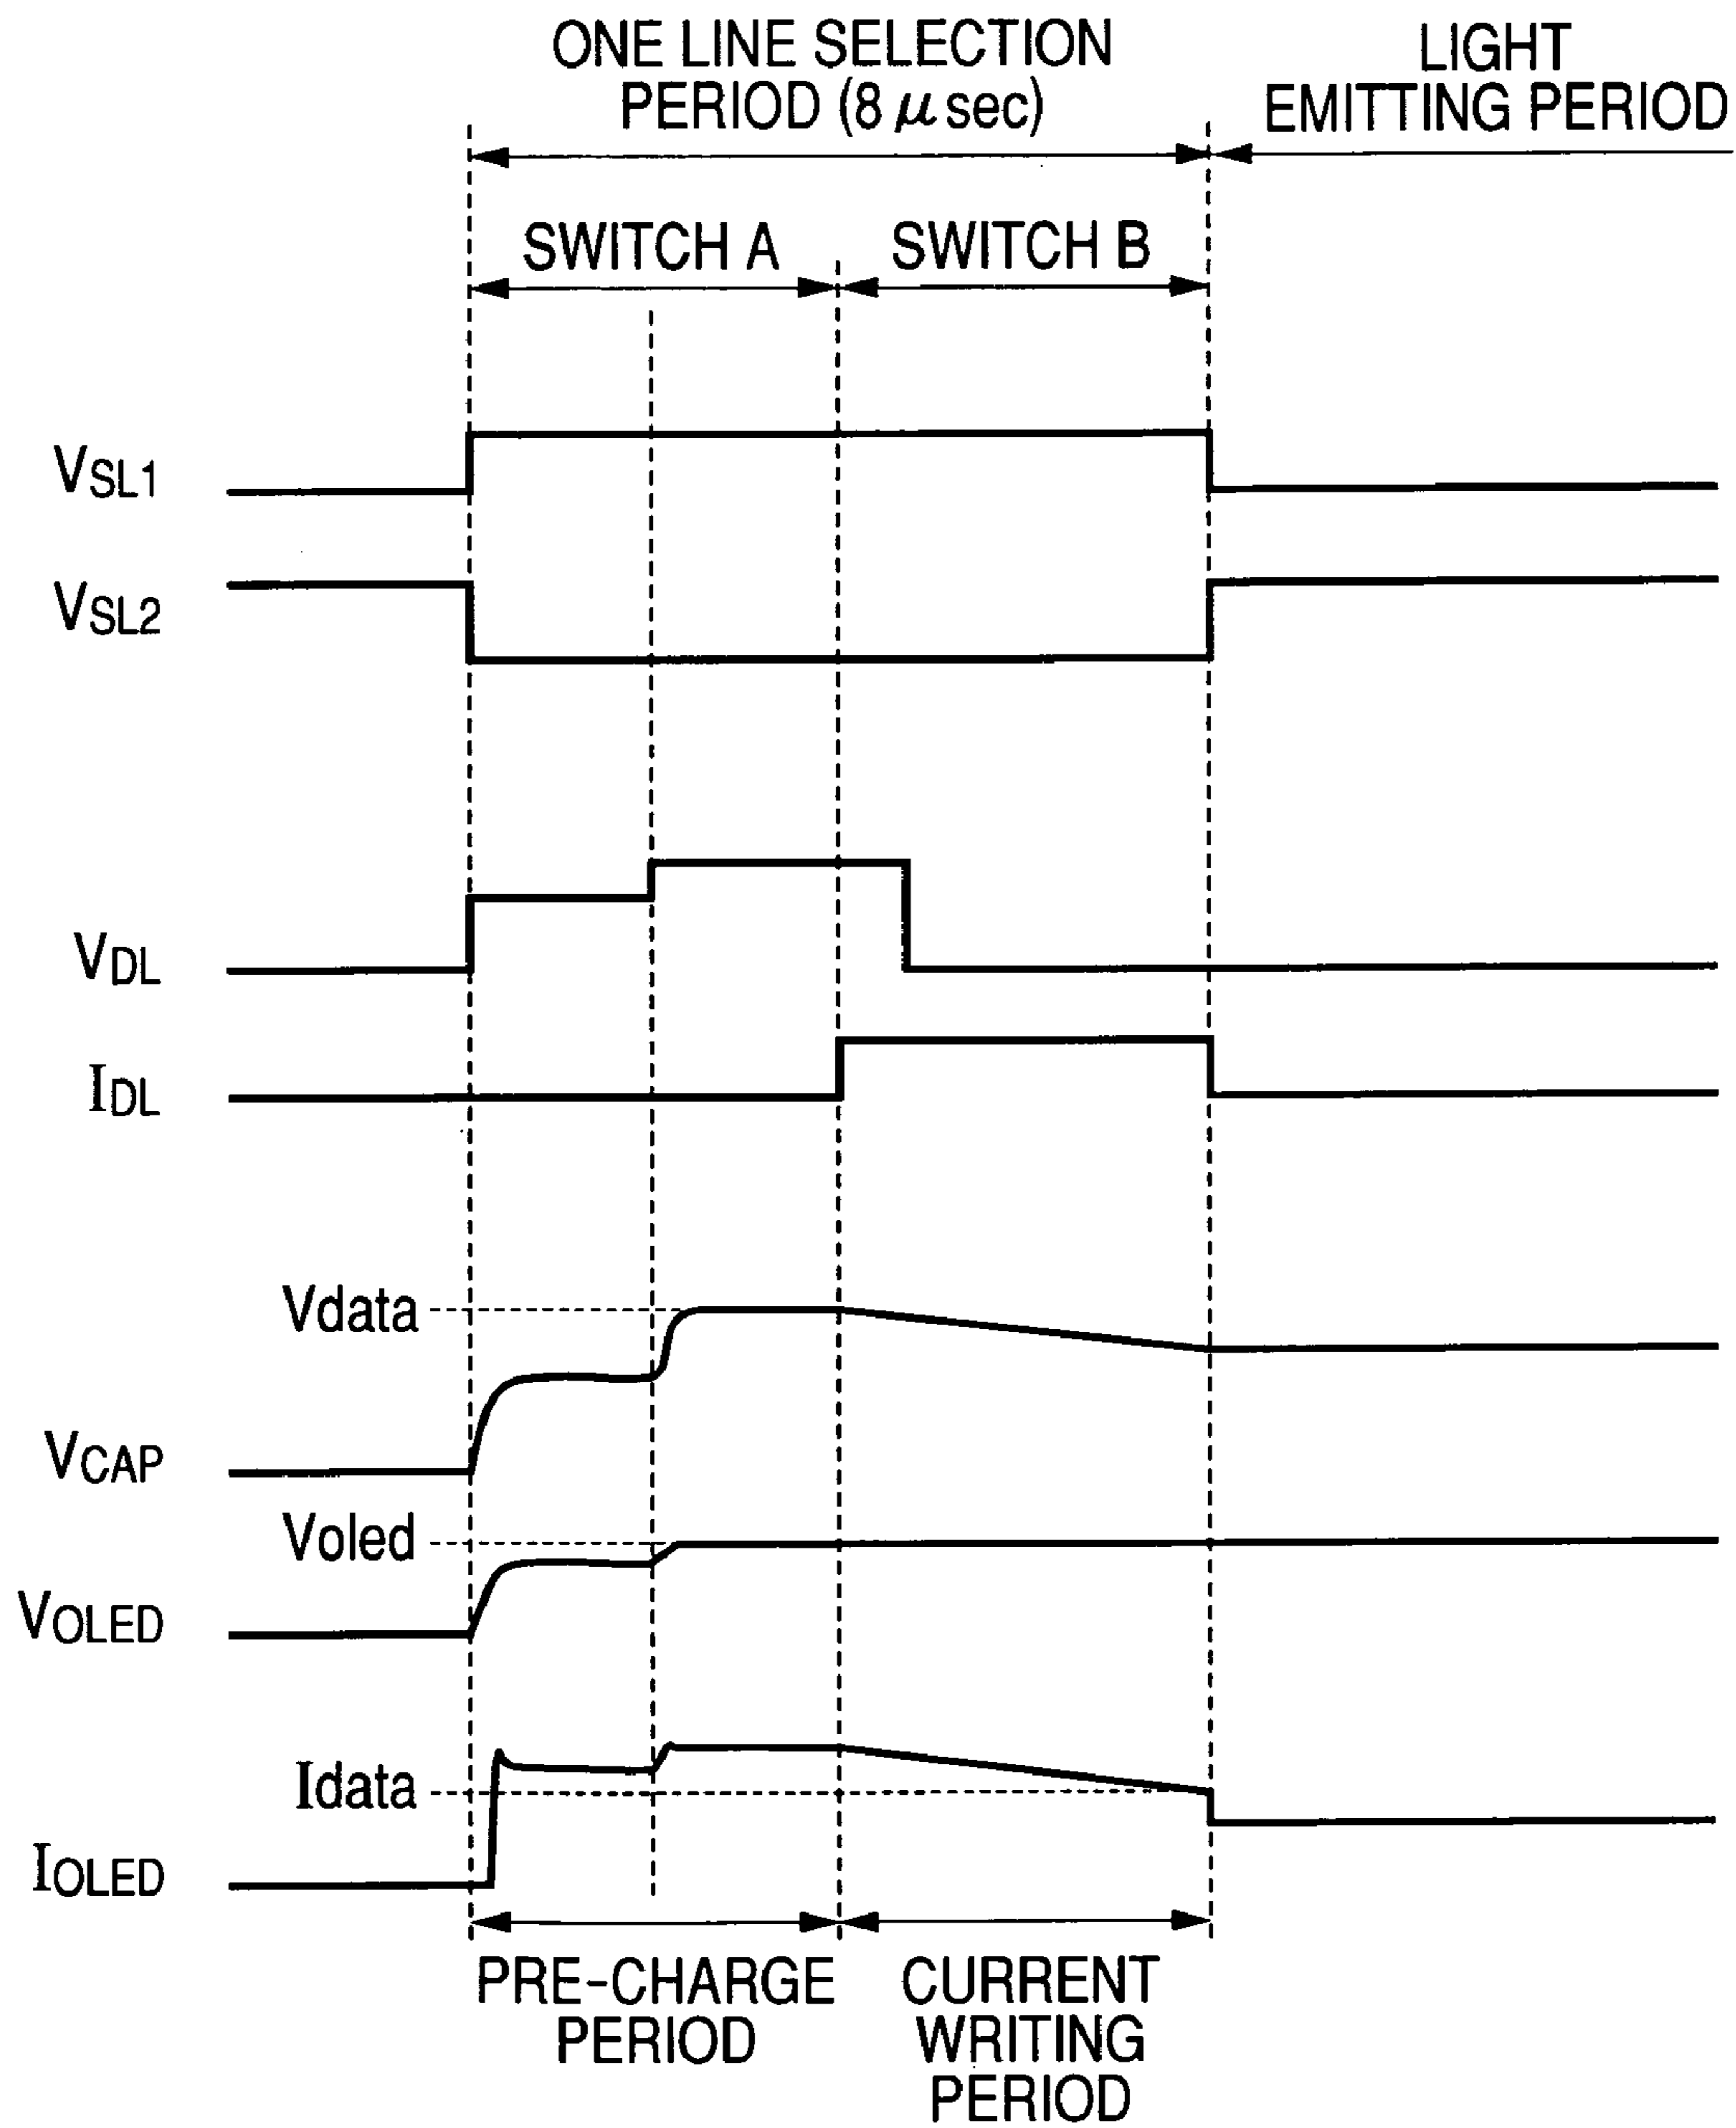 ONE LINE SELECTION
PERIOD (8 μsec)
LIGHT
EMITTING PERIOD
SWITCH A
SWITCH B
VSL1
VSL2
VDL
IDL
Vdata
VCAP
Voled
VOLED
Idata
IOLED
PRE-CHARGE
PERIOD
CURRENT
WRITING
PERIOD